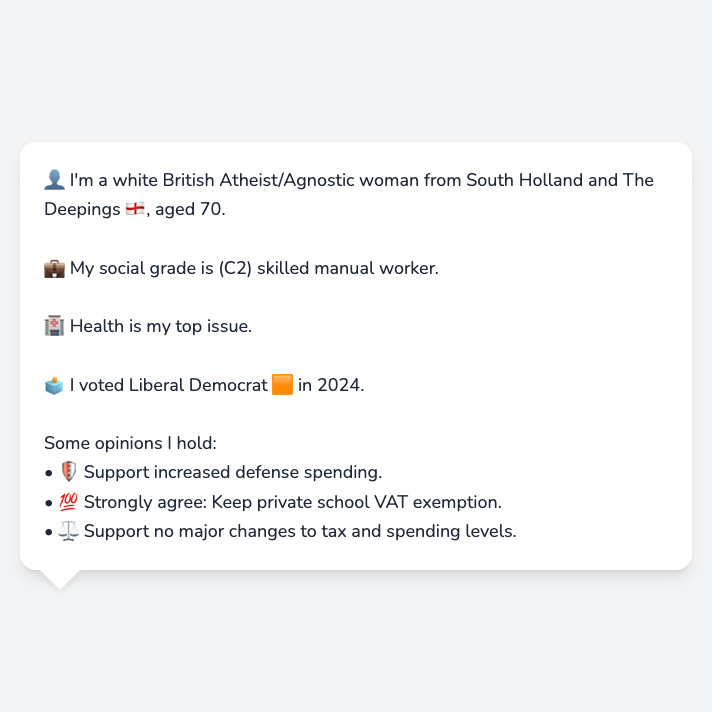 👤 I'm a white British Atheist/Agnostic woman from South Holland and The
Deepings 🏴󠁧󠁢󠁥󠁮󠁧󠁿, aged 70.
💼 My social grade is (C2) skilled manual worker.
🏥 Health is my top issue.
🗳️ I voted Liberal Democrat 🟧 in 2024.
Some opinions I hold:
• 🛡️ Support increased defense spending.
• 💯 Strongly agree: Keep private school VAT exemption.
• ⚖️ Support no major changes to tax and spending levels.